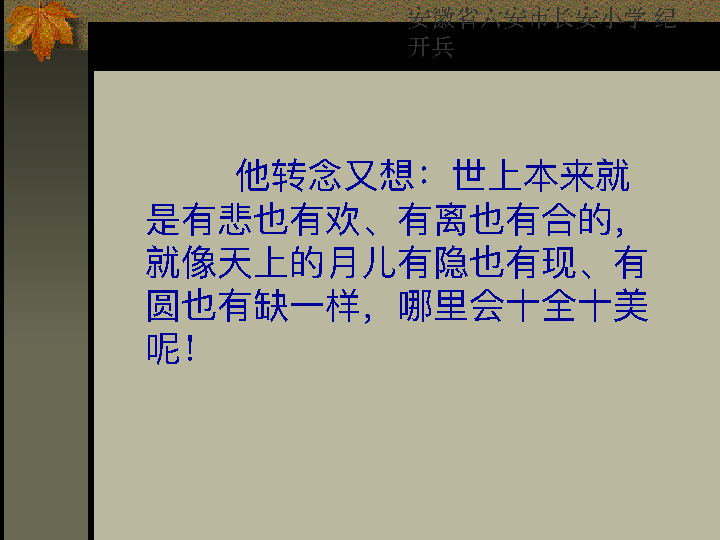 安徽省六安市长安小学 纪
开兵
他转念又想：世上本来就
是有悲也有欢、有离也有合的，
就像天上的月儿有隐也有现、有
圆也有缺一样，哪里会十全十美
呢！